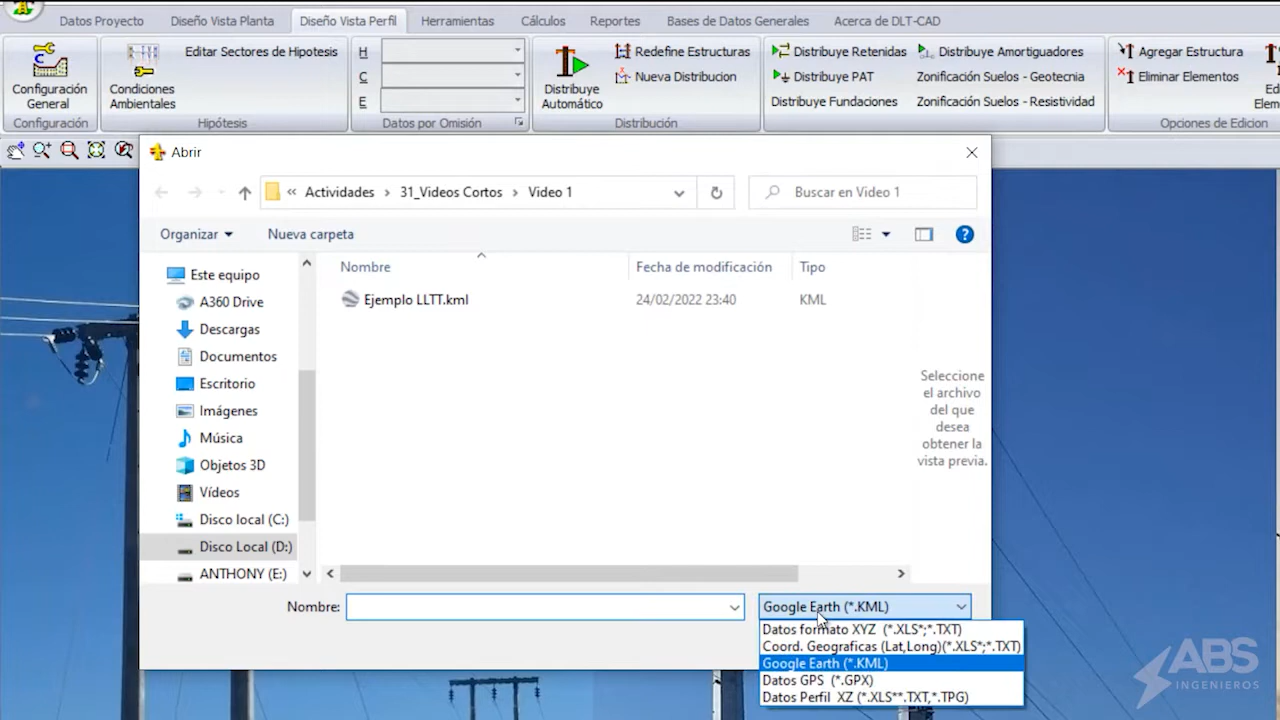 Datos Proyecto Diseño Vista Planta Diseño Vista Perfil Herramientas Cálculos Reportes Bases de Datos Generales Acerca de DLT-CAD
Configuración General
Configuración
Condiciones Ambientales
Editar Sectores de Hipotesis
Hipótesis
H
C
E
Datos por Omisión
Distribuye Automático
Redefine Estructuras
Nueva Distribucion
Distribución
Distribuye Retenidas
Distribuye PAT
Distribuye Fundaciones
Distribuye Amortiguadores
Zonificación Suelos - Geotecnia
Zonificación Suelos - Resistividad
Agregar Estructura
Eliminar Elementos
Opciones de Edicion
Abrir
« Actividades > 31_Videos Cortos > Video 1
Buscar en Video 1
Organizar Nueva carpeta
Este equipo
A360 Drive
Descargas
Documentos
Escritorio
Imágenes
Música
Objetos 3D
Vídeos
Disco local (C:)
Disco Local (D:)
ANTHONY (E:)
Nombre Fecha de modificación Tipo
Ejemplo LLTT.kml 24/02/2022 23:40 KML
Seleccione
el archivo
del que
desea
obtener la
vista previa.
Nombre:
Google Earth (*.KML)
Datos formato XYZ (*.XLS*;*.TXT)
Coord. Geograficas (Lat,Long)(*.XLS*;*.TXT)
Google Earth (*.KML)
Datos GPS (*.GPX)
Datos Perfil XZ (*.XLS**.TXT,*.TPG)
ABS
INGENIEROS